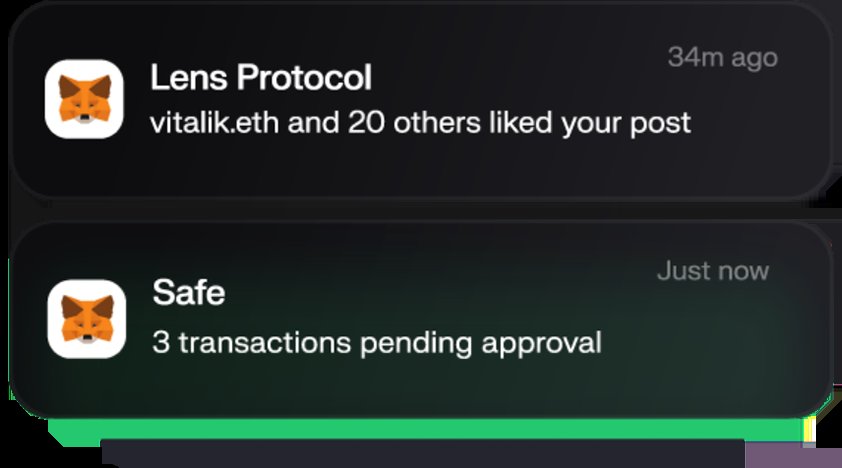 34m ago
Lens Protocol
vitalik.eth and 20 others liked your post
Just now
Safe
3 transactions pending approval